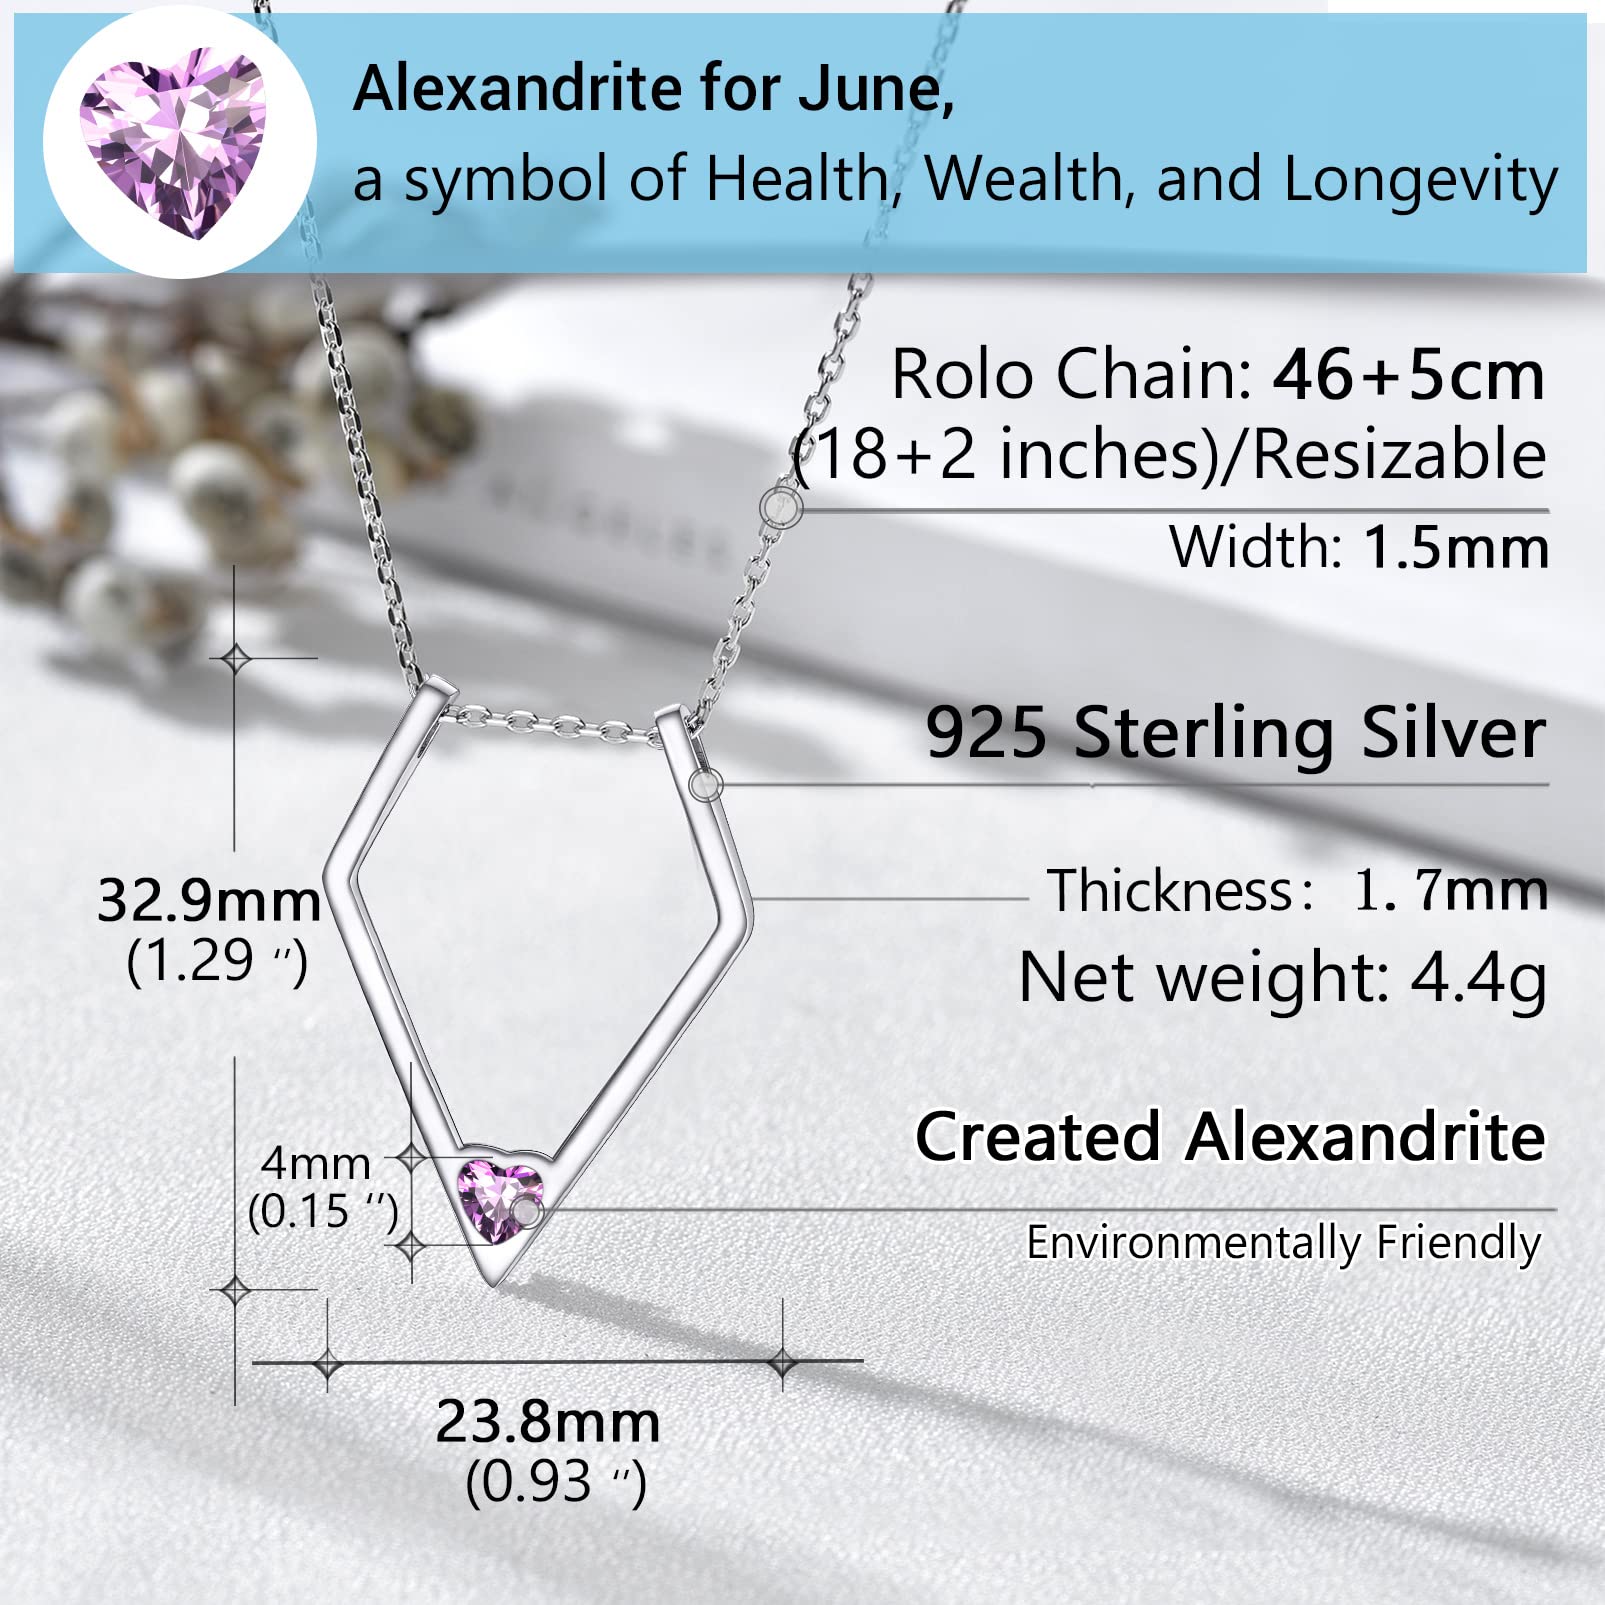 Alexandrite for June,
a symbol of Health, Wealth, and Longevity
Rolo Chain: 46+5cm
(18+2 inches)/Resizable
Width: 1.5mm
925 Sterling Silver
32.9mm
(1.29 ″)
Thickness: 1.7mm
Net weight: 4.4g
Created Alexandrite
4mm
(0.15 ″)
Environmentally Friendly
23.8mm
(0.93 ″)